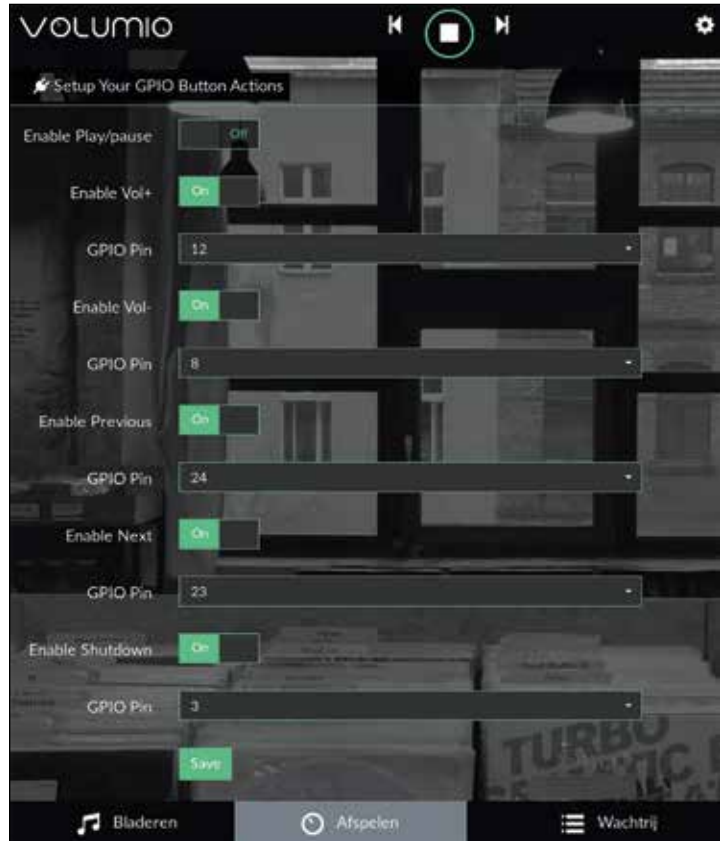 VOLUMIO
Setup Your GPIO Button Actions
Enable Play/pause Off
Enable Vol+ On
GPIO Pin 12
Enable Vol- On
GPIO Pin 8
Enable Previous On
GPIO Pin 24
Enable Next On
GPIO Pin 23
Enable Shutdown On
GPIO Pin 3
Save
TURBO
Bladeren Afspelen Wachtrij